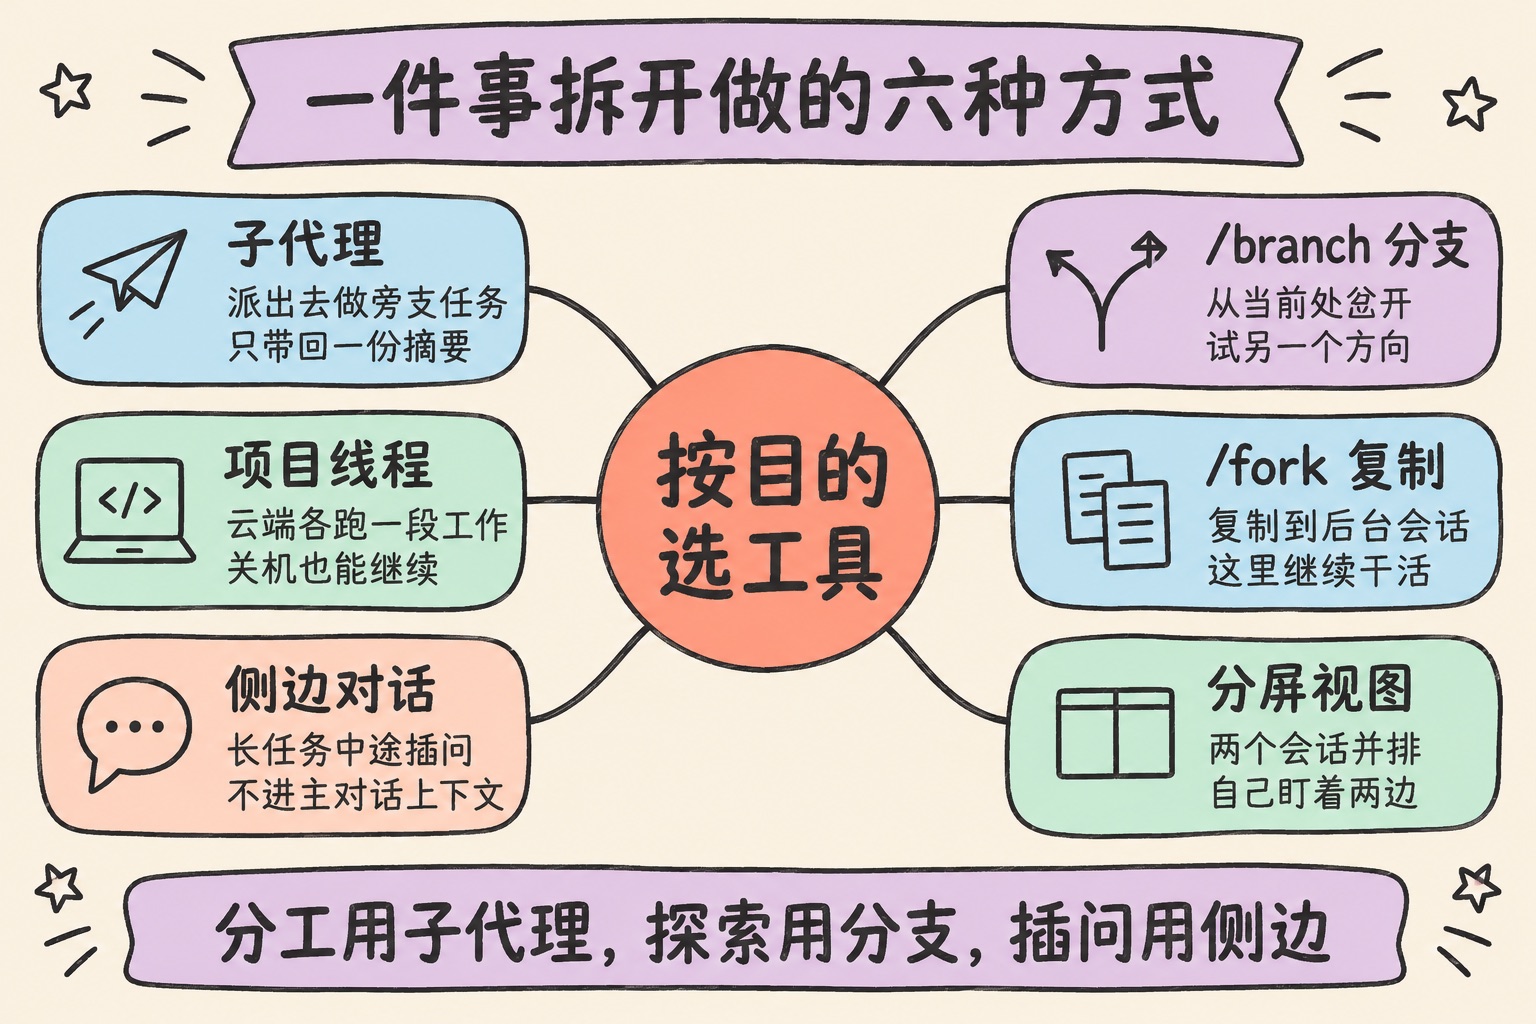 一件事拆开做的六种方式
子代理
派出去做旁支任务
只带回一份摘要
项目线程
</>
云端各跑一段工作
关机也能继续
侧边对话
长任务中途插问
不进主对话上下文
按目的
选工具
/branch 分支
从当前处岔开
试另一个方向
/fork 复制
复制到后台会话
这里继续干活
分屏视图
两个会话并排
自己盯着两边
分工用子代理，探索用分支，插问用侧边